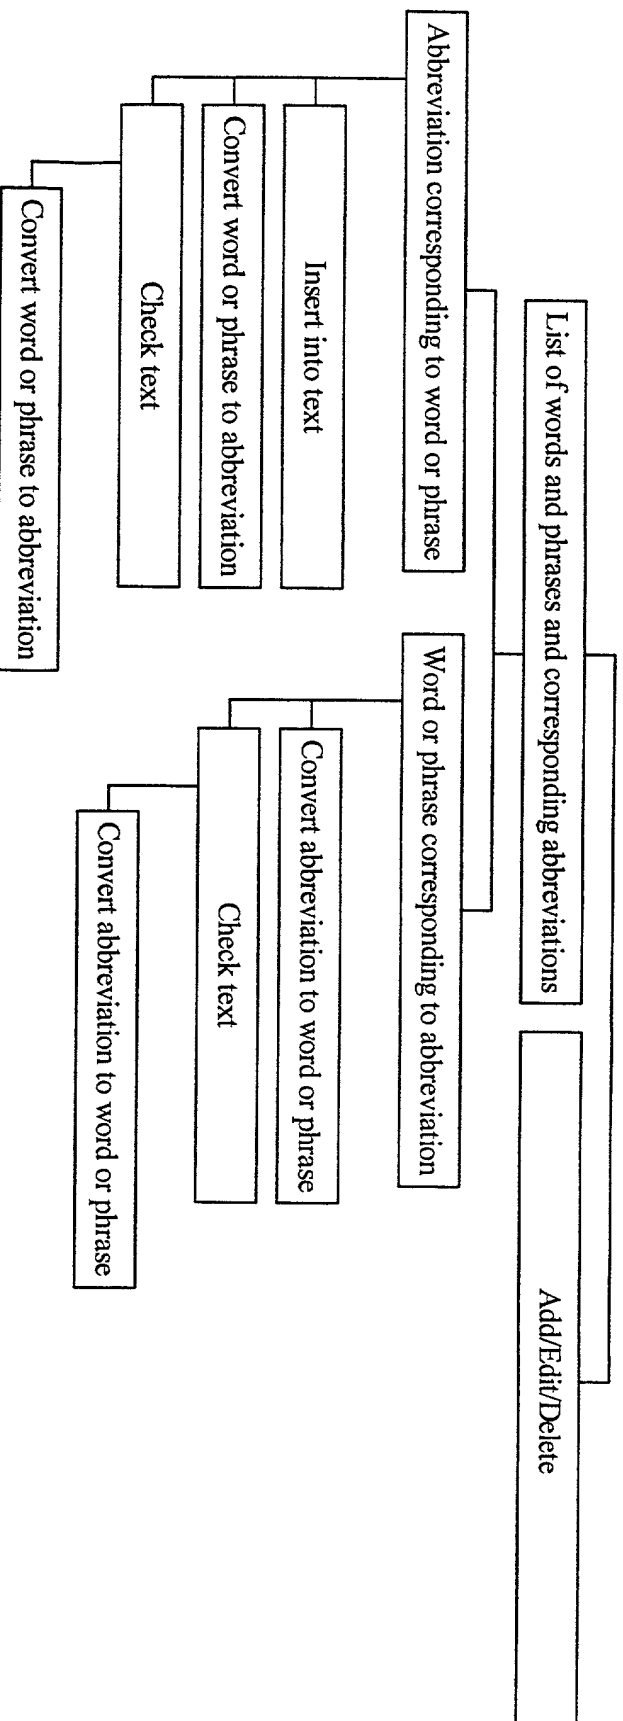 List of words and phrases and corresponding abbreviations
Add/Edit/Delete
Abbreviation corresponding to word or phrase
Word or phrase corresponding to abbreviation
Insert into text
Convert abbreviation to word or phrase
Convert word or phrase to abbreviation
Check text
Check text
Convert abbreviation to word or phrase
Convert word or phrase to abbreviation